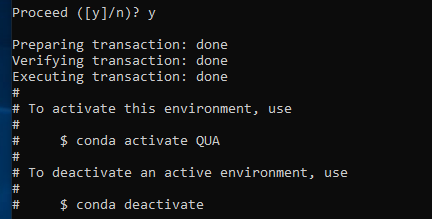 Proceed ([y]/n)? y
Preparing transaction: done
Verifying transaction: done
Executing transaction: done
#
# To activate this environment, use
#
#     $ conda activate QUA
#
# To deactivate an active environment, use
#
#     $ conda deactivate